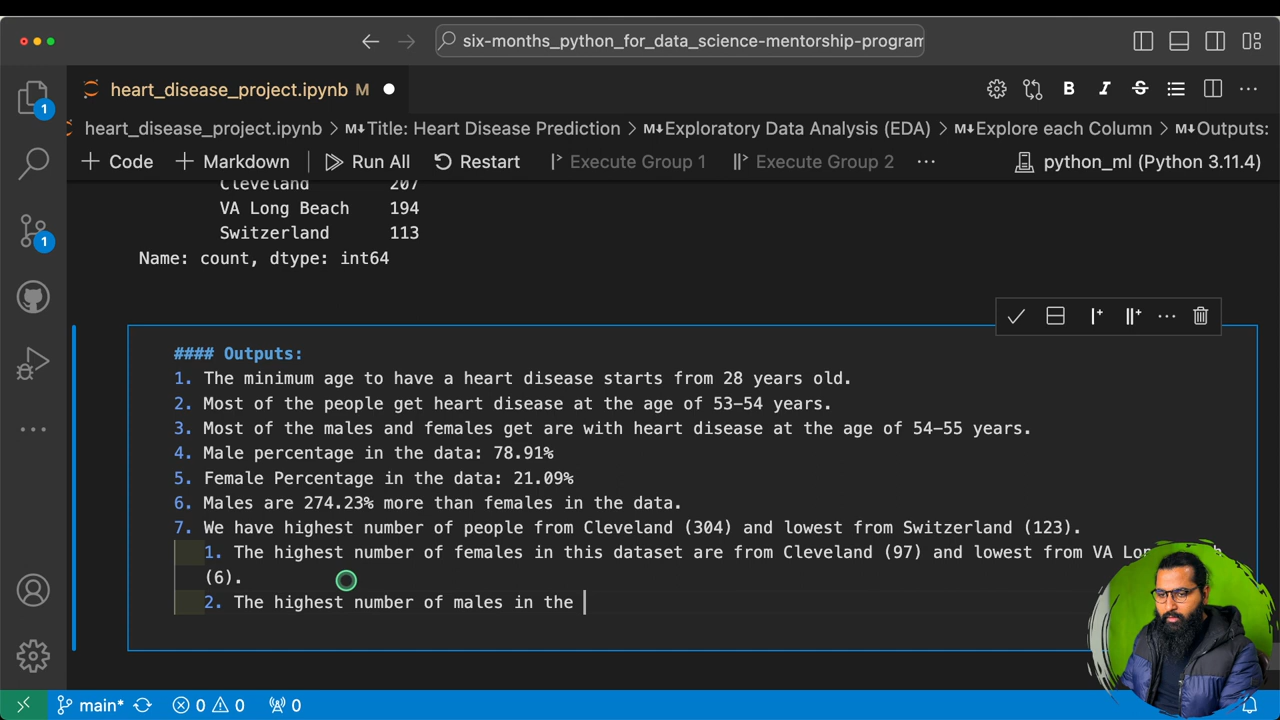 six-months_python_for_data_science-mentorship-program
heart_disease_project.ipynb M
heart_disease_project.ipynb > M↓Title: Heart Disease Prediction > M↓Exploratory Data Analysis (EDA) > M↓Explore each Column > M↓Outputs:
+ Code + Markdown | Run All Restart Execute Group 1 Execute Group 2 ··· python_ml (Python 3.11.4)
Cleveland 207
VA Long Beach 194
Switzerland 113
Name: count, dtype: int64
#### Outputs:
1. The minimum age to have a heart disease starts from 28 years old.
2. Most of the people get heart disease at the age of 53-54 years.
3. Most of the males and females get are with heart disease at the age of 54-55 years.
4. Male percentage in the data: 78.91%
5. Female Percentage in the data: 21.09%
6. Males are 274.23% more than females in the data.
7. We have highest number of people from Cleveland (304) and lowest from Switzerland (123).
1. The highest number of females in this dataset are from Cleveland (97) and lowest from VA
(6).
2. The highest number of males in the
main* 0 0 0